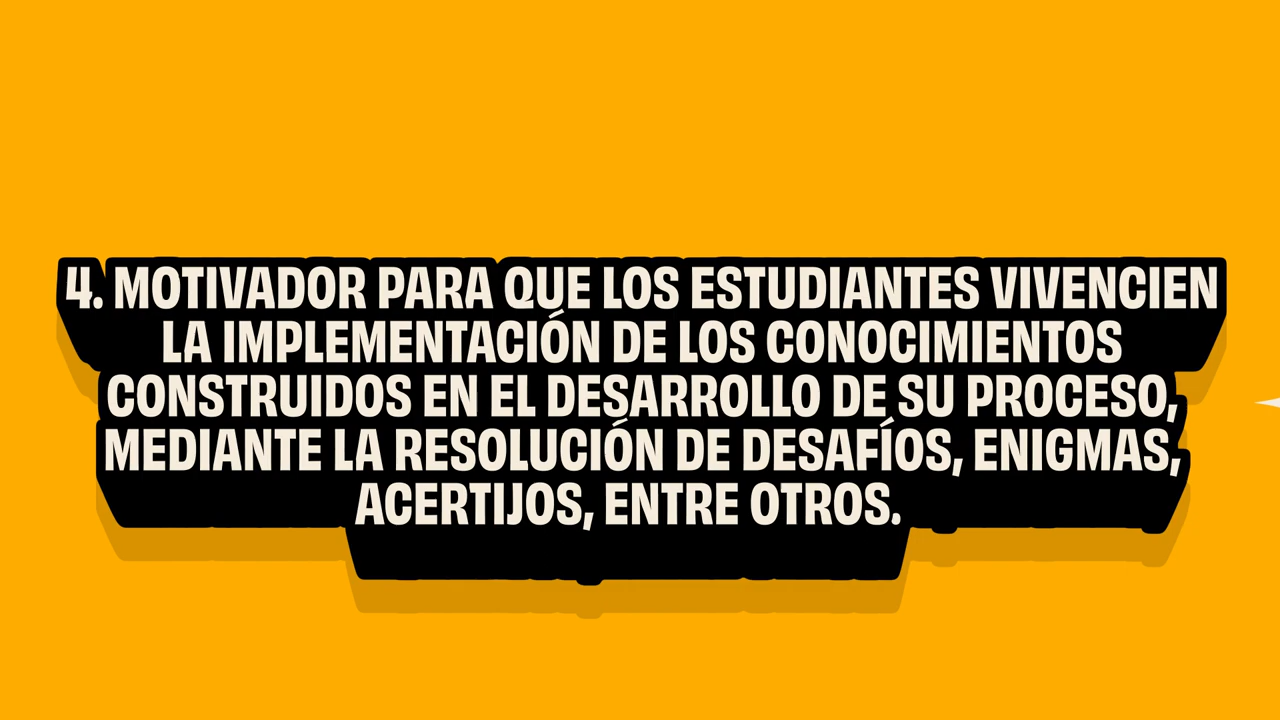 4. MOTIVADOR PARA QUE LOS ESTUDIANTES VIVENCIEN
LA IMPLEMENTACIÓN DE LOS CONOCIMIENTOS
CONSTRUIDOS EN EL DESARROLLO DE SU PROCESO,
MEDIANTE LA RESOLUCIÓN DE DESAFÍOS, ENIGMAS,
ACERTIJOS, ENTRE OTROS.